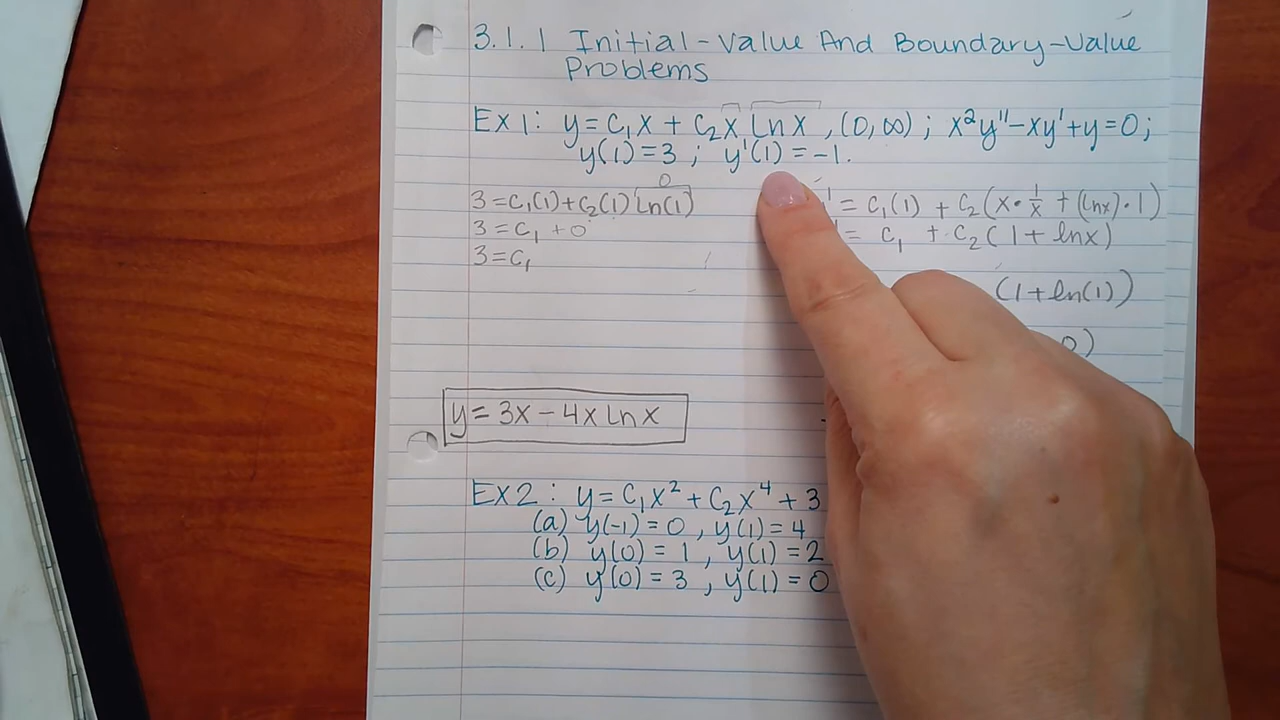 3.1.1 Initial-Value And Boundary-Value
Problems
Ex 1: y = c₁x + c₂x ln x , (0, ∞) ; x²y'' - xy' + y = 0 ;
y(1) = 3 ; y'(1) = -1.
0
3 = c₁(1) + c₂(1) ln(1)
3 = c₁ + 0
3 = c₁
' = c₁(1) + c₂(x · 1/x + (ln x) · 1)
= c₁ + c₂(1 + ln x)
(1 + ln(1))
0)
y = 3x - 4x ln x
Ex 2 : y = c₁x² + c₂x⁴ + 3
(a) y(-1) = 0 , y(1) = 4
(b) y(0) = 1 , y(1) = 2
(c) y(0) = 3 , y(1) = 0